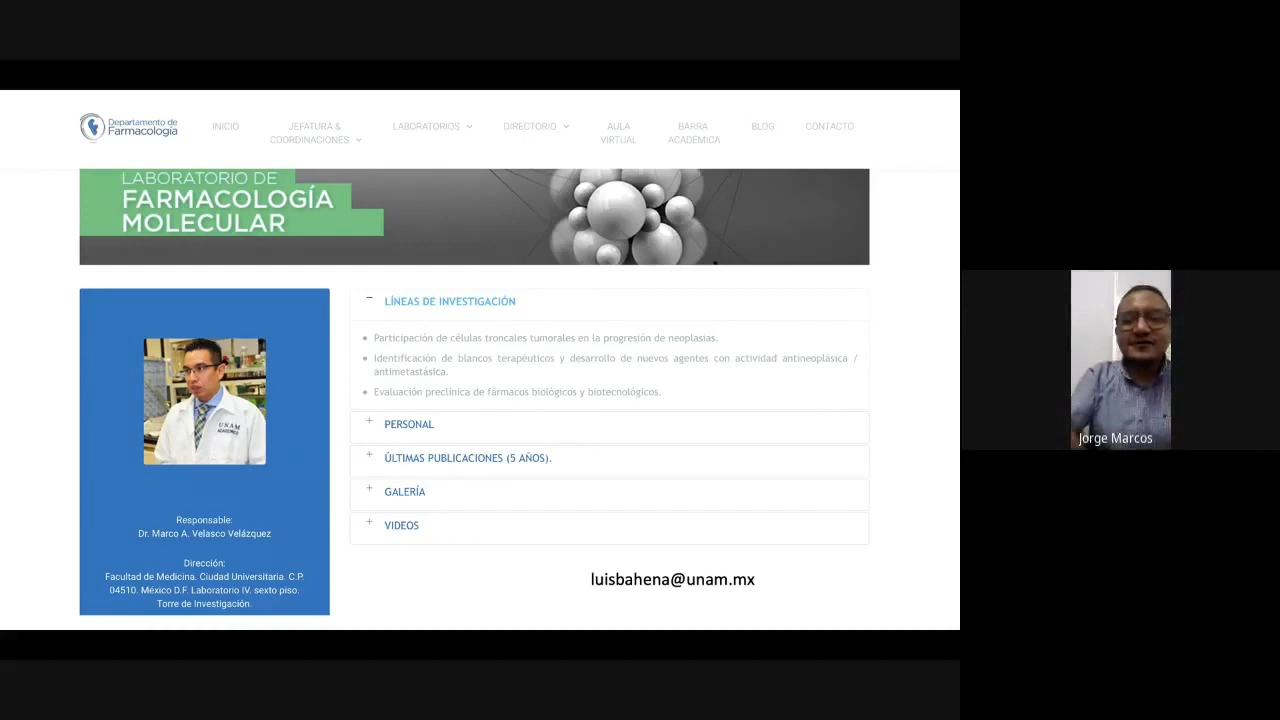 Departamento de
Farmacología
INICIO
JEFATURA &
COORDINACIONES
LABORATORIOS
DIRECTORIO
AULA
VIRTUAL
BARRA
ACADÉMICA
BLOG
CONTACTO
LABORATORIO DE
FARMACOLOGÍA
MOLECULAR
UNAM
ACADEMICO
Responsable:
Dr. Marco A. Velasco Velázquez
Dirección:
Facultad de Medicina. Ciudad Universitaria. C.P.
04510. México D.F. Laboratorio IV. sexto piso.
Torre de Investigación.
LÍNEAS DE INVESTIGACIÓN
Participación de células troncales tumorales en la progresión de neoplasias.
Identificación de blancos terapéuticos y desarrollo de nuevos agentes con actividad antineoplásica /
antimetastásica.
Evaluación preclínica de fármacos biológicos y biotecnológicos.
PERSONAL
ÚLTIMAS PUBLICACIONES (5 AÑOS).
GALERÍA
VIDEOS
luisbahena@unam.mx
Jorge Marcos